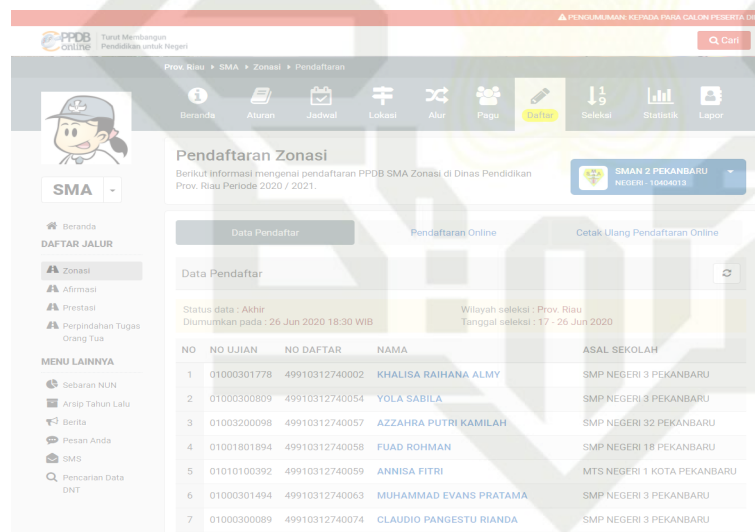 PENGUMUMAN: KEPADA PARA CALON PESERTA
PPDB online Turut Membangun Pendidikan untuk Negeri
Cari
Prov. Riau SMA Zonasi Pendaftaran
Beranda Aturan Jadwal Lokasi Alur Pagu Daftar Seleksi Statistik Lapor
SMA
Pendaftaran Zonasi
Berikut informasi mengenai pendaftaran PPDB SMA Zonasi di Dinas Pendidikan
Prov. Riau Periode 2020 / 2021.
SMAN 2 PEKANBARU
NEGERI - 10404013
Beranda
DAFTAR JALUR
Zonasi
Afirmasi
Prestasi
Perpindahan Tugas
Orang Tua
MENU LAINNYA
Sebaran NUN
Arsip Tahun Lalu
Berita
Pesan Anda
SMS
Pencarian Data
DNT
Data Pendaftar Pendaftaran Online Cetak Ulang Pendaftaran Online
Data Pendaftar
Status data : Akhir Wilayah seleksi : Prov. Riau
Diumumkan pada : 26 Jun 2020 18:30 WIB Tanggal seleksi : 17 - 26 Jun 2020
NO NO UJIAN NO DAFTAR NAMA ASAL SEKOLAH
1 01000301778 49910312740002 KHALISA RAIHANA ALMY SMP NEGERI 3 PEKANBARU
2 01000300809 49910312740054 YOLA SABILA SMP NEGERI 3 PEKANBARU
3 01003200098 49910312740057 AZZAHRA PUTRI KAMILAH SMP NEGERI 32 PEKANBARU
4 01001801894 49910312740058 FUAD ROHMAN SMP NEGERI 18 PEKANBARU
5 01010100392 49910312740059 ANNISA FITRI MTS NEGERI 1 KOTA PEKANBARU
6 01000301494 49910312740063 MUHAMMAD EVANS PRATAMA SMP NEGERI 3 PEKANBARU
7 01000300089 49910312740074 CLAUDIO PANGESTU RIANDA SMP NEGERI 3 PEKANBARU